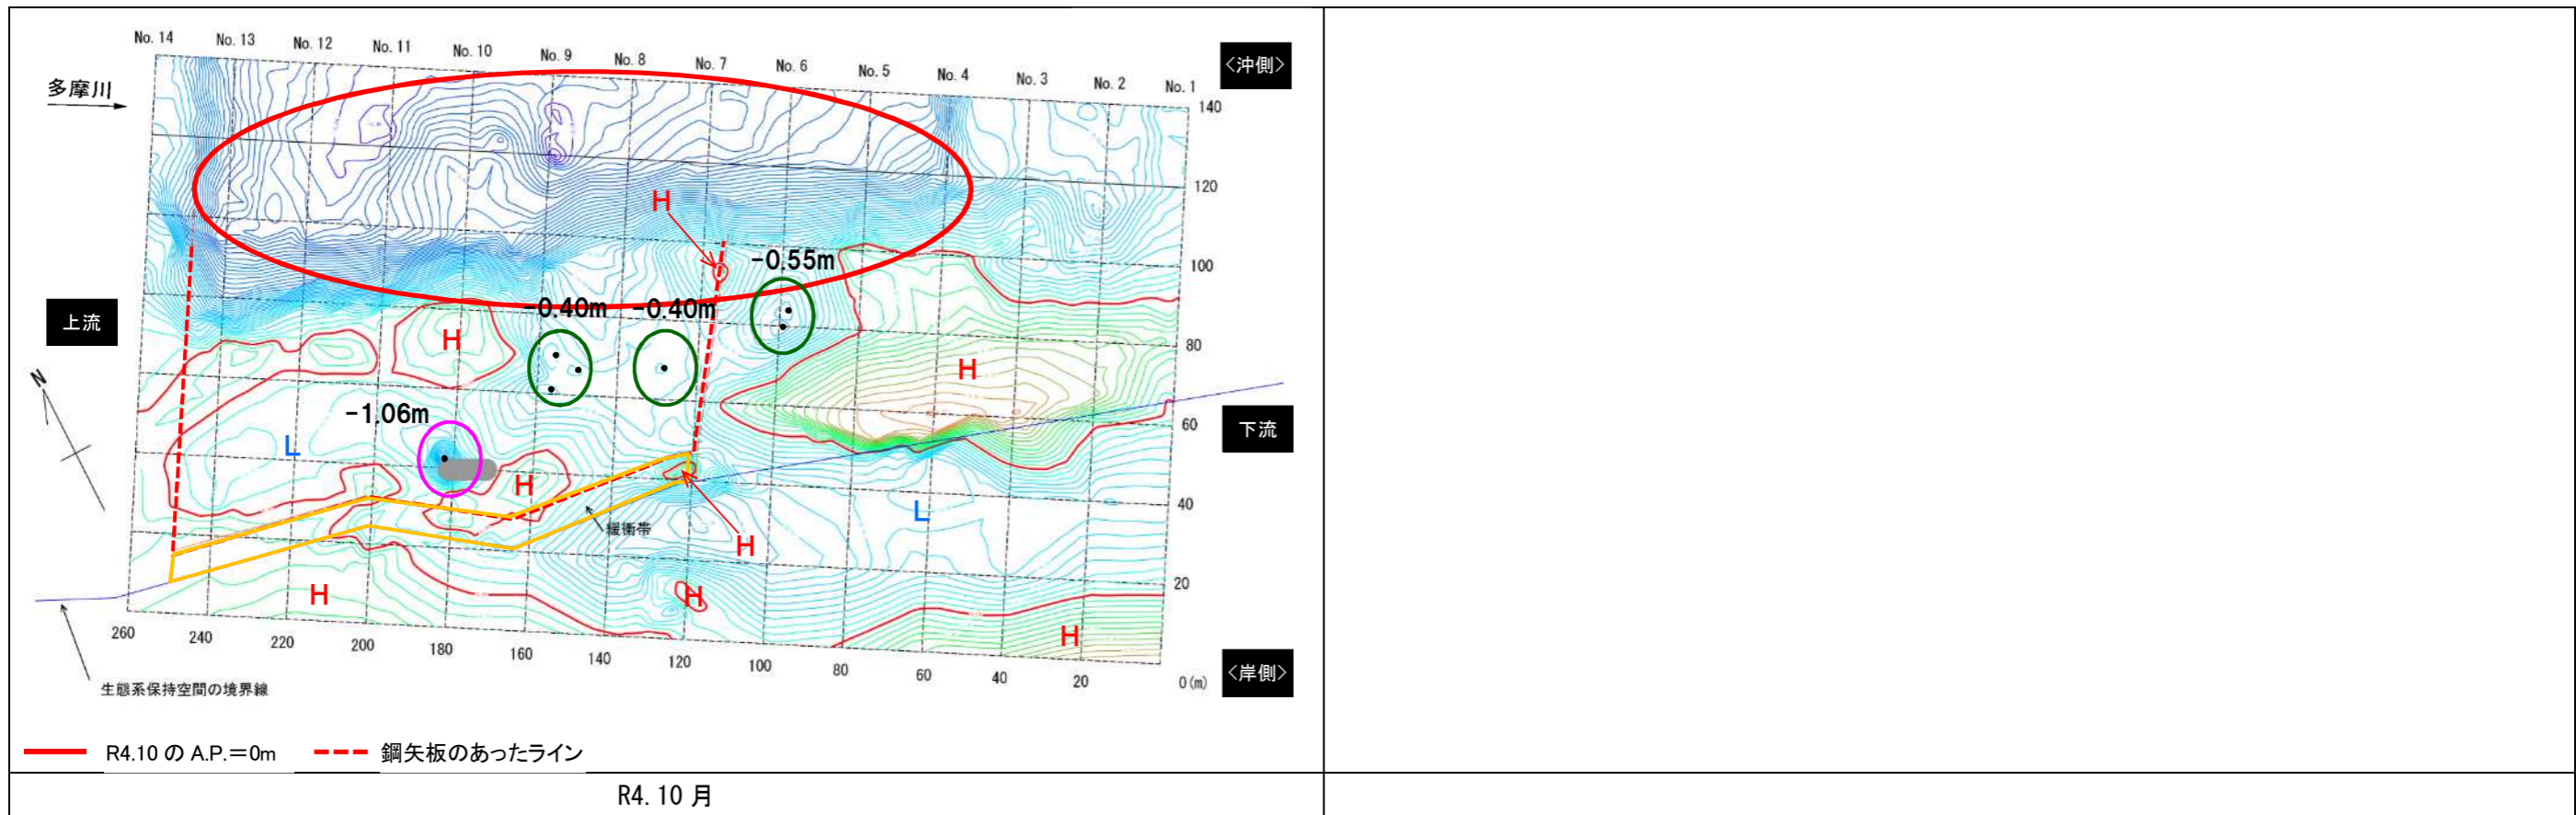 No. 14 No. 13 No. 12 No. 11 No. 10 No. 9 No. 8 No. 7 No. 6 No. 5 No. 4 No. 3 No. 2 No. 1
<沖側>
多摩川
140
120
H
100
-0.55m
上流
-0.40m -0.40m
80
H
H
N
60
-1.06m
下流
L
H
40
L
緩衝帯
H
20
H
H
H
260 240 220 200 180 160 140 120 100 80 60 40 20 0(m)
<岸側>
生態系保持空間の境界線
R4.10 の A.P.=0m 鋼矢板のあったライン
R4. 10 月